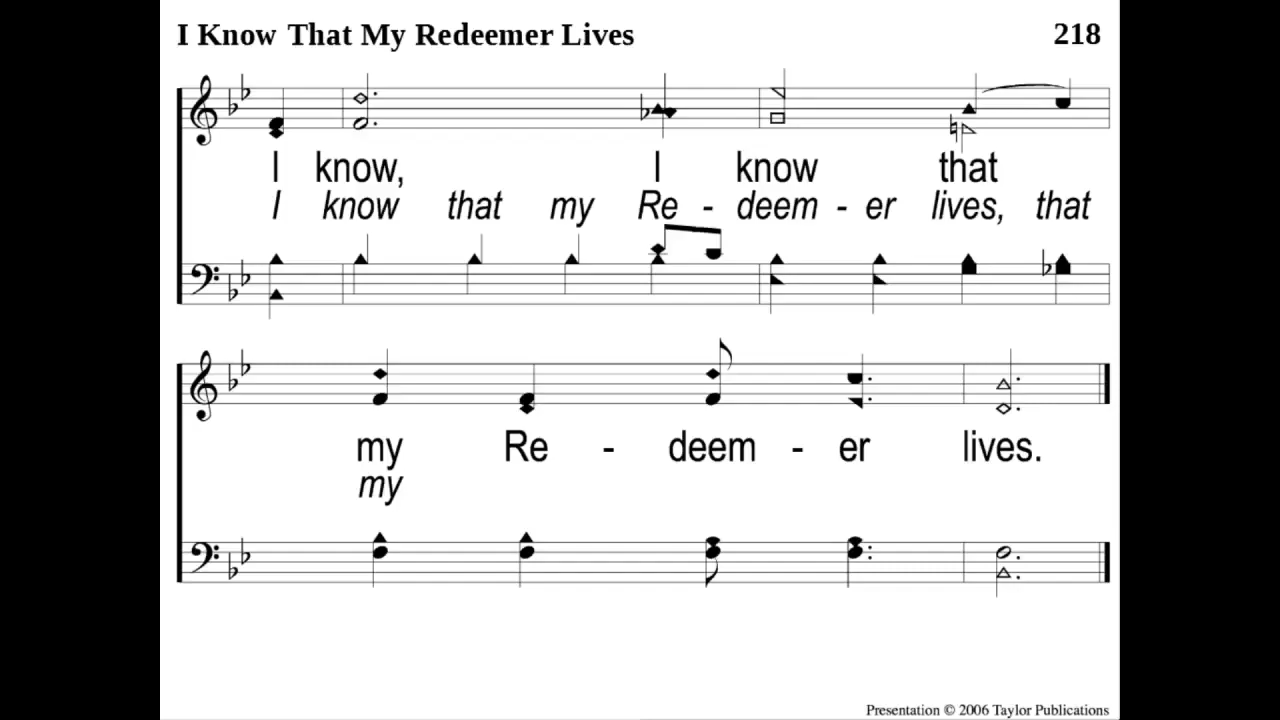 I Know That My Redeemer Lives 218
I know, I know that
I know that my Re - deem - er lives, that
my Re - deem - er lives.
my
Presentation © 2006 Taylor Publications